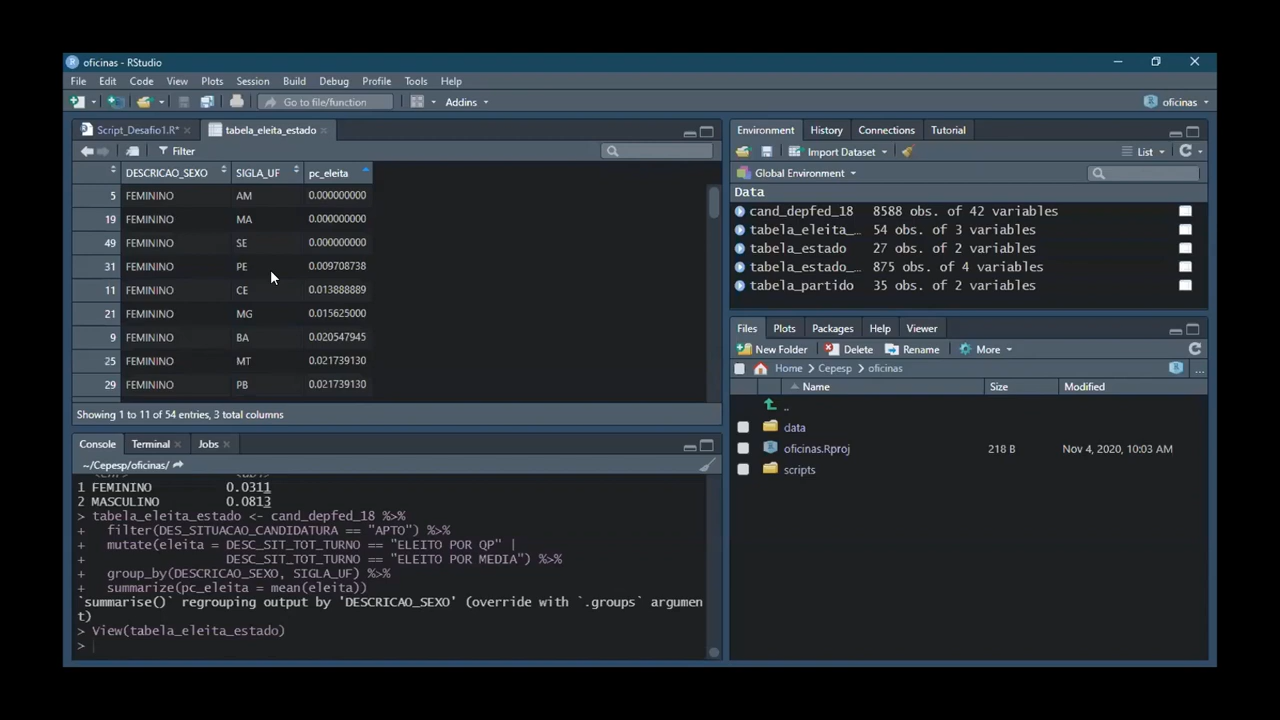 oficinas - RStudio
File Edit Code View Plots Session Build Debug Profile Tools Help
Go to file/function Addins oficinas
Script_Desafio1.R* tabela_eleita_estado
Filter
DESCRICAO_SEXO SIGLA_UF pc_eleita
5 FEMININO AM 0.000000000
19 FEMININO MA 0.000000000
49 FEMININO SE 0.000000000
31 FEMININO PE 0.009708738
11 FEMININO CE 0.013888889
21 FEMININO MG 0.015625000
9 FEMININO BA 0.020547945
25 FEMININO MT 0.021739130
29 FEMININO PB 0.021739130
Showing 1 to 11 of 54 entries, 3 total columns
Console Terminal Jobs
~/Cepesp/oficinas/
1 FEMININO 0.0311
2 MASCULINO 0.0813
> tabela_eleita_estado <- cand_depfed_18 %>%
+ filter(DES_SITUACAO_CANDIDATURA == "APTO") %>%
+ mutate(eleita = DESC_SIT_TOT_TURNO == "ELEITO POR QP" |
+ DESC_SIT_TOT_TURNO == "ELEITO POR MEDIA") %>%
+ group_by(DESCRICAO_SEXO, SIGLA_UF) %>%
+ summarize(pc_eleita = mean(eleita))
`summarise()` regrouping output by 'DESCRICAO_SEXO' (override with `.groups` argumen
t)
> View(tabela_eleita_estado)
>
Environment History Connections Tutorial
Import Dataset List
Global Environment
Data
cand_depfed_18 8588 obs. of 42 variables
tabela_eleita_… 54 obs. of 3 variables
tabela_estado 27 obs. of 2 variables
tabela_estado_… 875 obs. of 4 variables
tabela_partido 35 obs. of 2 variables
Files Plots Packages Help Viewer
New Folder Delete Rename More
Home Cepesp oficinas ...
Name Size Modified
..
data
oficinas.Rproj 218 B Nov 4, 2020, 10:03 AM
scripts